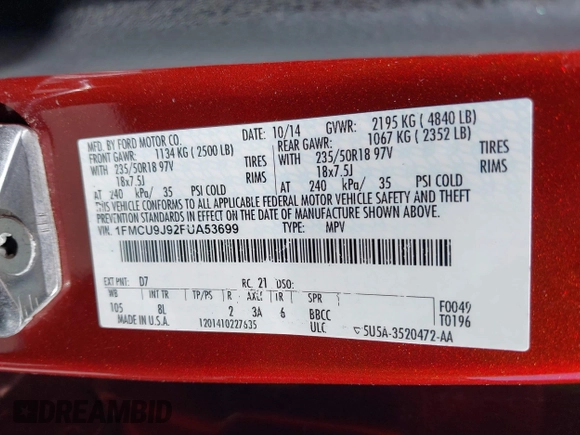 MFD. BY FORD MOTOR CO. 10/14 GVWR: 2195 KG ( 4840 LB)
FRONT GAWR: 1134 KG ( 2500 LB) REAR GAWR: 1067 KG ( 2352 LB)
WITH 235/50R18 97V TIRES WITH 235/50R18 97V TIRES
18x7.5J RIMS 18x7.5J RIMS
AT 240 kPa/ 35 PSI COLD AT 240 kPa/ 35 PSI COLD
THIS VEHICLE CONFORMS TO ALL APPLICABLE FEDERAL MOTOR VEHICLE SAFETY AND THEFT
PREVENTION STANDARDS IN EFFECT ON THE DATE OF MANUFACTURE SHOWN ABOVE.
VIN: 1FMCU9J92FUA53699 TYPE: MPV
EXT PNT: D7 RC: 21 DSO:
WB INT TR TP/PS R AXLE TR SPR F0049
105 8L 2 3A 6 BBCC T0196
MADE IN U.S.A. 1201410227635 ULC 5U5A-3520472-AA
DREAMBID